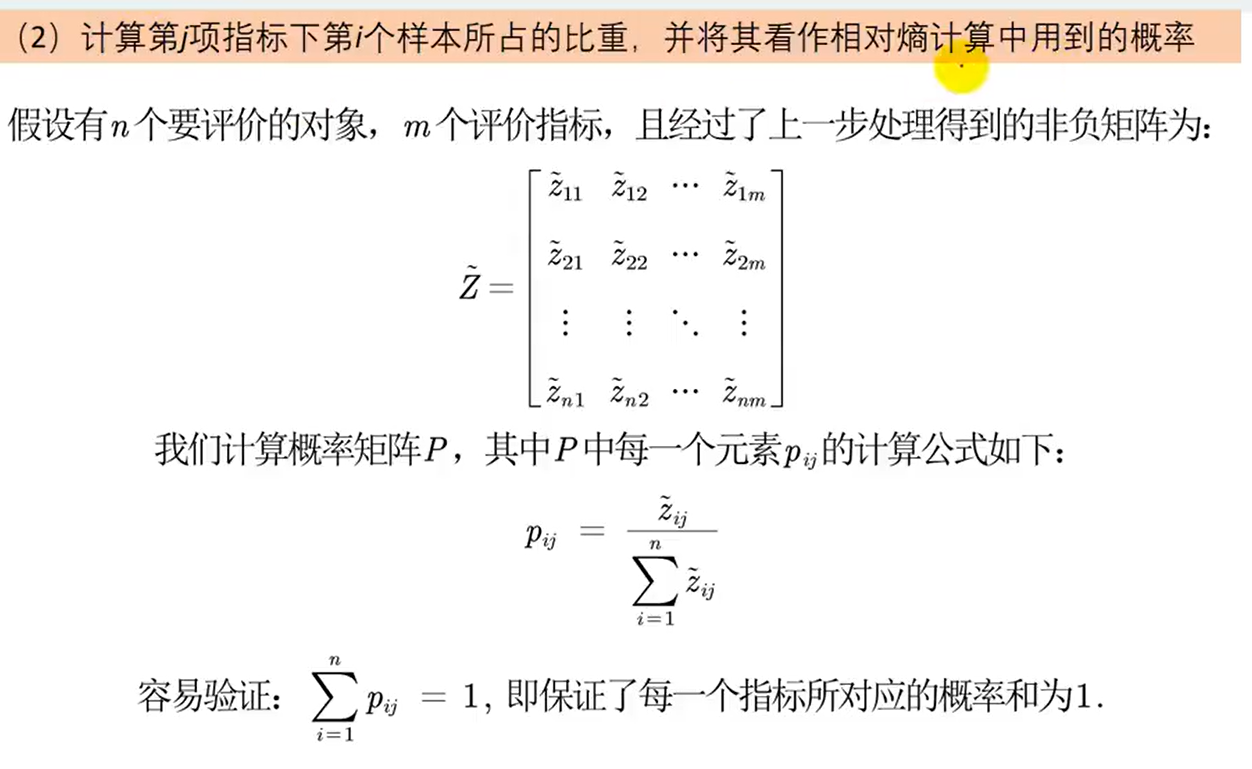 （2）计算第j项指标下第i个样本所占的比重，并将其看作相对熵计算中用到的概率
假设有n个要评价的对象，m个评价指标，且经过了上一步处理得到的非负矩阵为：
$\tilde{Z} = \begin{bmatrix} \tilde{z}_{11} & \tilde{z}_{12} & \cdots & \tilde{z}_{1m} \\ \tilde{z}_{21} & \tilde{z}_{22} & \cdots & \tilde{z}_{2m} \\ \vdots & \vdots & \ddots & \vdots \\ \tilde{z}_{n1} & \tilde{z}_{n2} & \cdots & \tilde{z}_{nm} \end{bmatrix}$
我们计算概率矩阵P，其中P中每一个元素$p_{ij}$的计算公式如下：
$p_{ij} = \frac{\tilde{z}_{ij}}{\sum_{i=1}^{n} \tilde{z}_{ij}}$
容易验证：$\sum_{i=1}^{n} p_{ij} = 1$, 即保证了每一个指标所对应的概率和为1.